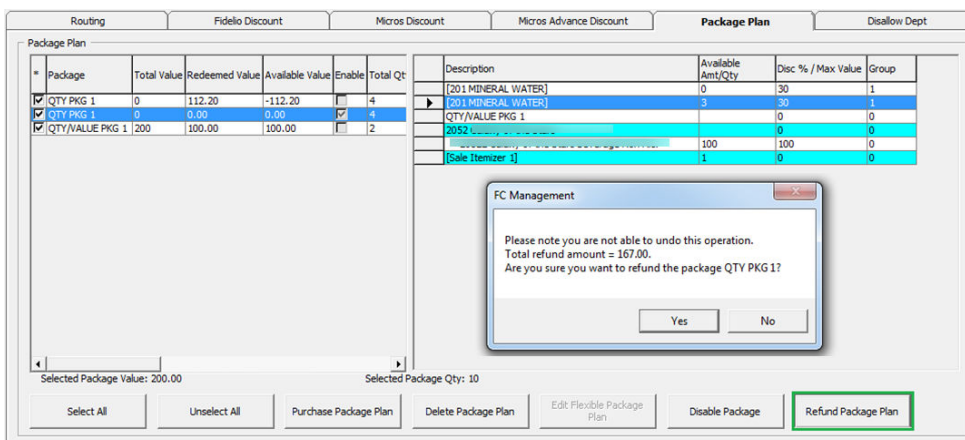 Routing Fidelio Discount Micros Discount Micros Advance Discount Package Plan Disallow Dept
Package Plan
* Package Total Value Redeemed Value Available Value Enable Total Qt
QTY PKG 1 0 112.20 -112.20 4
QTY PKG 1 0 0.00 0.00 4
QTY/VALUE PKG 1 200 100.00 100.00 2
Description Available Amt/Qty Disc % / Max Value Group
[201 MINERAL WATER] 0 30 1
[201 MINERAL WATER] 3 30 1
QTY/VALUE PKG 1 0 0
2052 0 0
100 100 0
[Sale Itemizer 1] 1 0 0
FC Management
Please note you are not able to undo this operation.
Total refund amount = 167.00.
Are you sure you want to refund the package QTY PKG 1?
Yes No
Selected Package Value: 200.00 Selected Package Qty: 10
Select All Unselect All Purchase Package Plan Delete Package Plan Edit Flexible Package Plan Disable Package Refund Package Plan